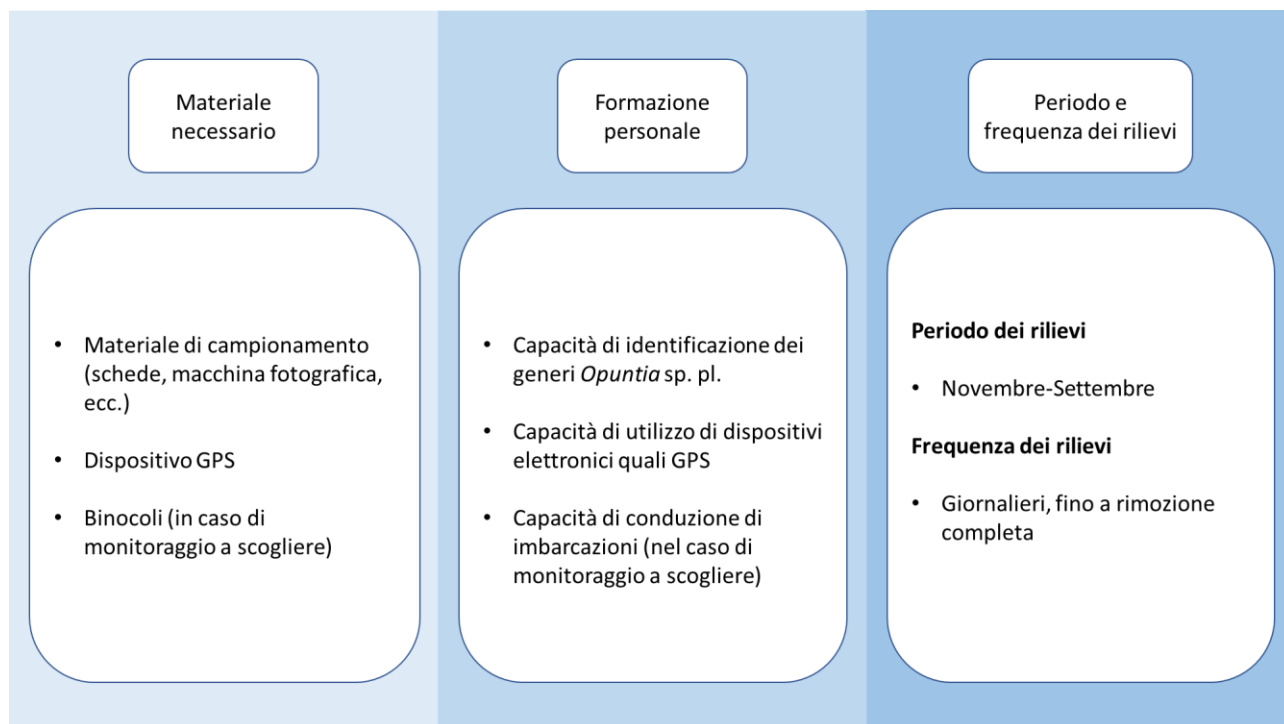 Materiale
necessario
• Materiale di campionamento
(schede, macchina fotografica,
ecc.)
• Dispositivo GPS
• Binocoli (in caso di
monitoraggio a scogliere)
Formazione
personale
• Capacità di identificazione dei
generi Opuntia sp. pl.
• Capacità di utilizzo di dispositivi
elettronici quali GPS
• Capacità di conduzione di
imbarcazioni (nel caso di
monitoraggio a scogliere)
Periodo e
frequenza dei rilievi
Periodo dei rilievi
• Novembre-Settembre
Frequenza dei rilievi
• Giornalieri, fino a rimozione
completa